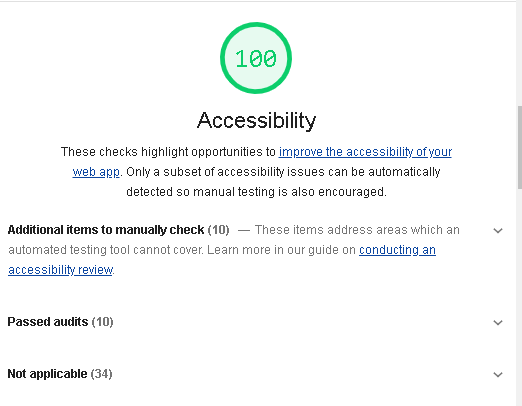 100
Accessibility
These checks highlight opportunities to improve the accessibility of your
web app. Only a subset of accessibility issues can be automatically
detected so manual testing is also encouraged.
Additional items to manually check (10) — These items address areas which an
automated testing tool cannot cover. Learn more in our guide on conducting an
accessibility review.
Passed audits (10)
Not applicable (34)